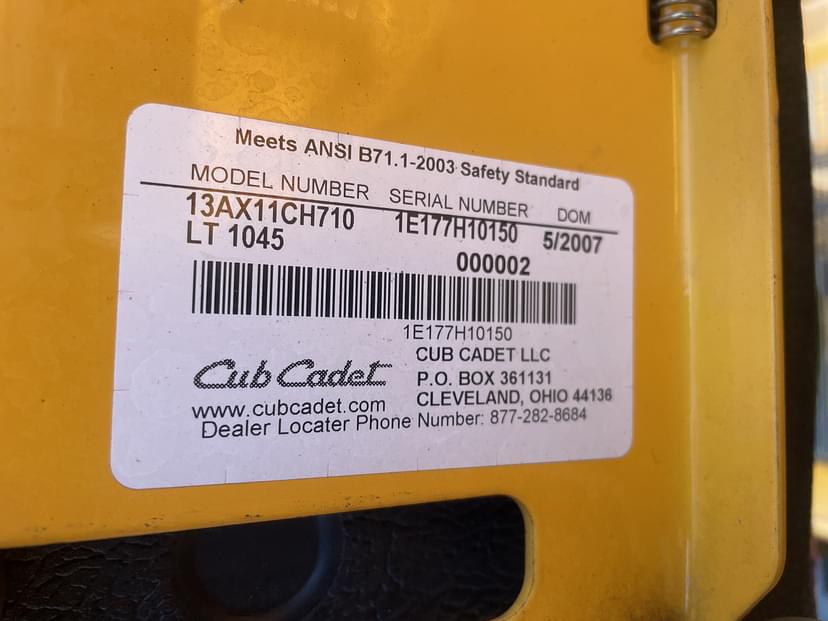 Meets ANSI B71.1-2003 Safety Standard
MODEL NUMBER SERIAL NUMBER DOM
13AX11CH710 1E177H10150 5/2007
LT 1045 000002
1E177H10150
Cub Cadet
CUB CADET LLC
P.O. BOX 361131
www.cubcadet.com CLEVELAND, OHIO 44136
Dealer Locater Phone Number: 877-282-8684